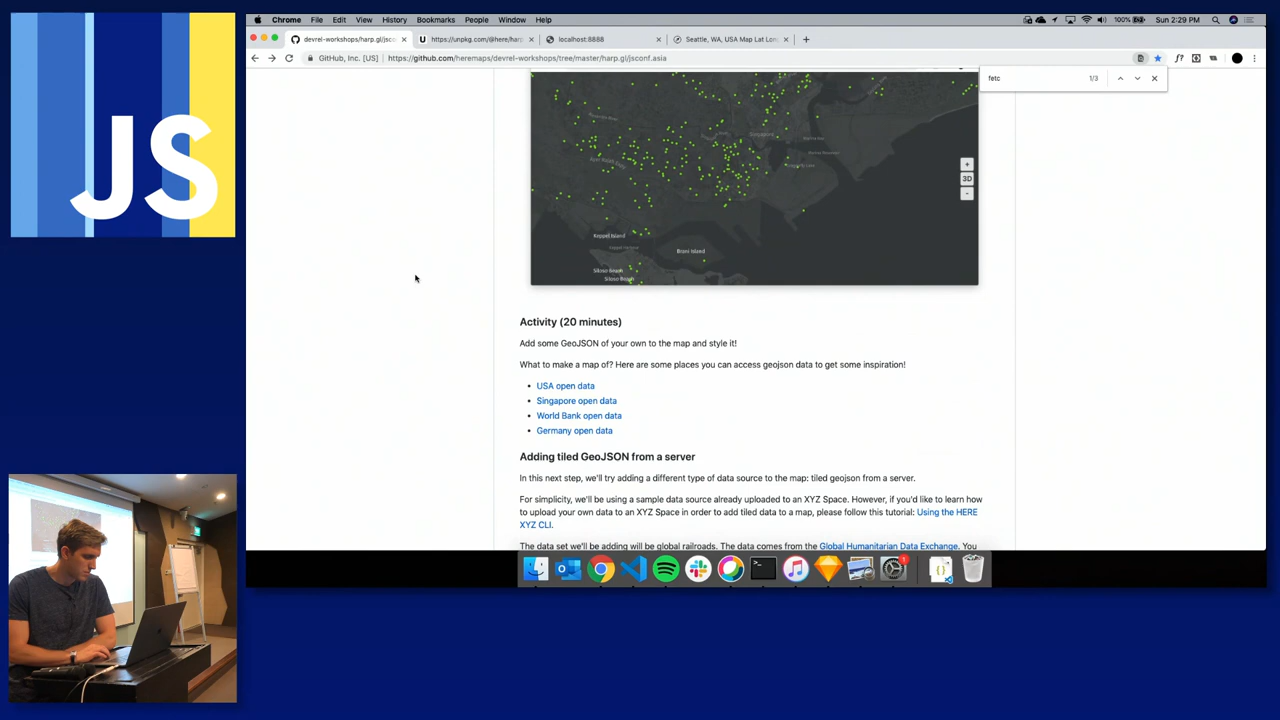 Chrome File Edit View History Bookmarks People Window Help
100% Sun 2:29 PM
devrel-workshops/harp.gl/jsc
https://unpkg.com/@here/harp
localhost:8888
Seattle, WA, USA Map Lat Lon
GitHub, Inc. [US] https://github.com/heremaps/devrel-workshops/tree/master/harp.gl/jsconf.asia
fetc 1/3
JS
Singapore
+
3D
-
Keppel Island
Keppel Harbour
Brani Island
Siloso Beach
Siloso Beach
Activity (20 minutes)
Add some GeoJSON of your own to the map and style it!
What to make a map of? Here are some places you can access geojson data to get some inspiration!
• USA open data
• Singapore open data
• World Bank open data
• Germany open data
Adding tiled GeoJSON from a server
In this next step, we'll try adding a different type of data source to the map: tiled geojson from a server.
For simplicity, we'll be using a sample data source already uploaded to an XYZ Space. However, if you'd like to learn how
to upload your own data to an XYZ Space in order to add tiled data to a map, please follow this tutorial: Using the HERE
XYZ CLI.
The data set we'll be adding will be global railroads. The data comes from the Global Humanitarian Data Exchange. You
1